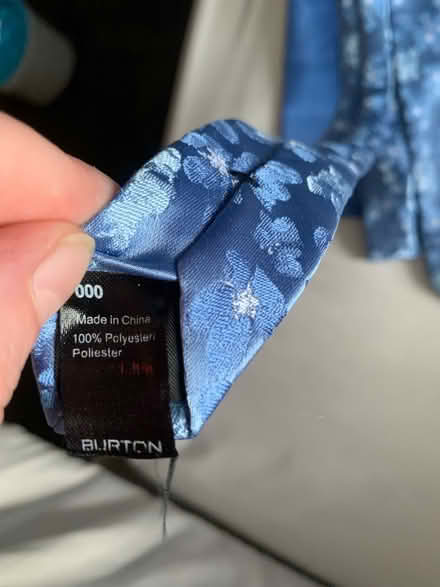 000
Made in China
100% Polyester/
Poliester
BURTON